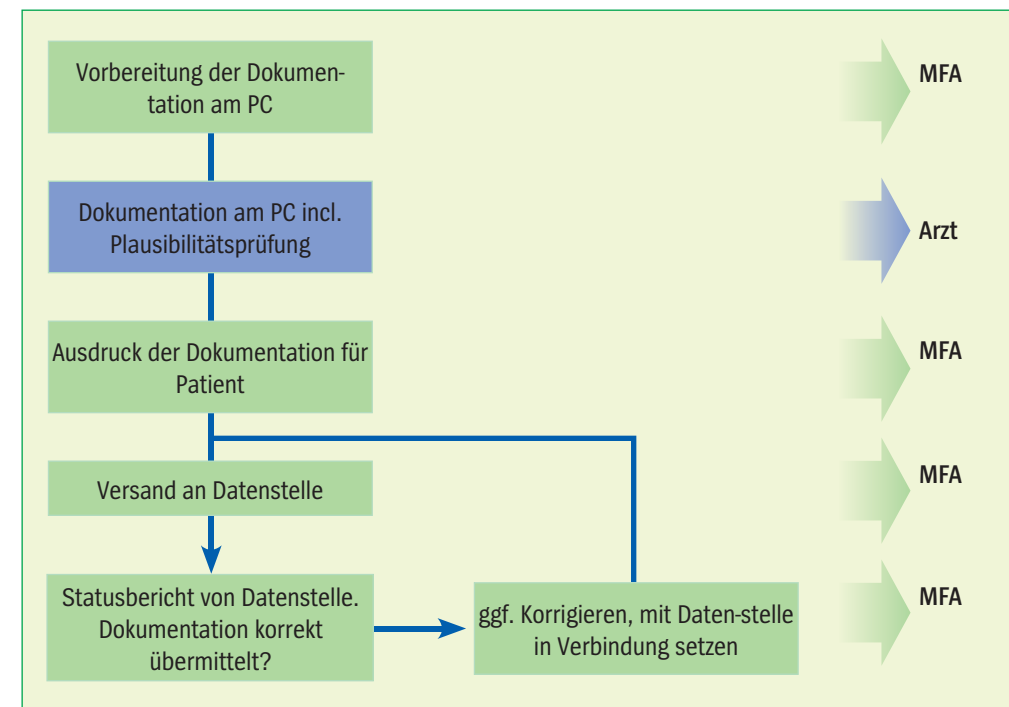 Vorbereitung der Dokumen-
tation am PC
MFA
Dokumentation am PC incl.
Plausibilitätsprüfung
Arzt
Ausdruck der Dokumentation für
Patient
MFA
Versand an Datenstelle
MFA
Statusbericht von Datenstelle.
Dokumentation korrekt
übermittelt?
ggf. Korrigieren, mit Daten-stelle
in Verbindung setzen
MFA